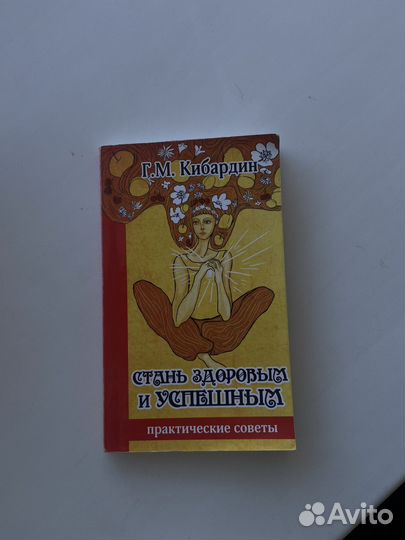 Г.М. Кибардин
СТАНЬ ЗДОРОВЫМ
И УСПЕШНЫМ
практические советы
Avito